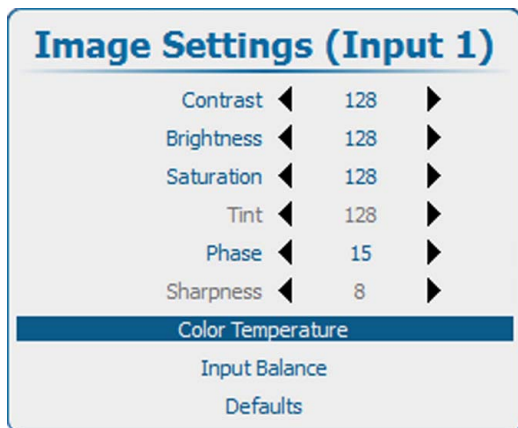 Image Settings (Input 1)
Contrast 128
Brightness 128
Saturation 128
Tint 128
Phase 15
Sharpness 8
Color Temperature
Input Balance
Defaults